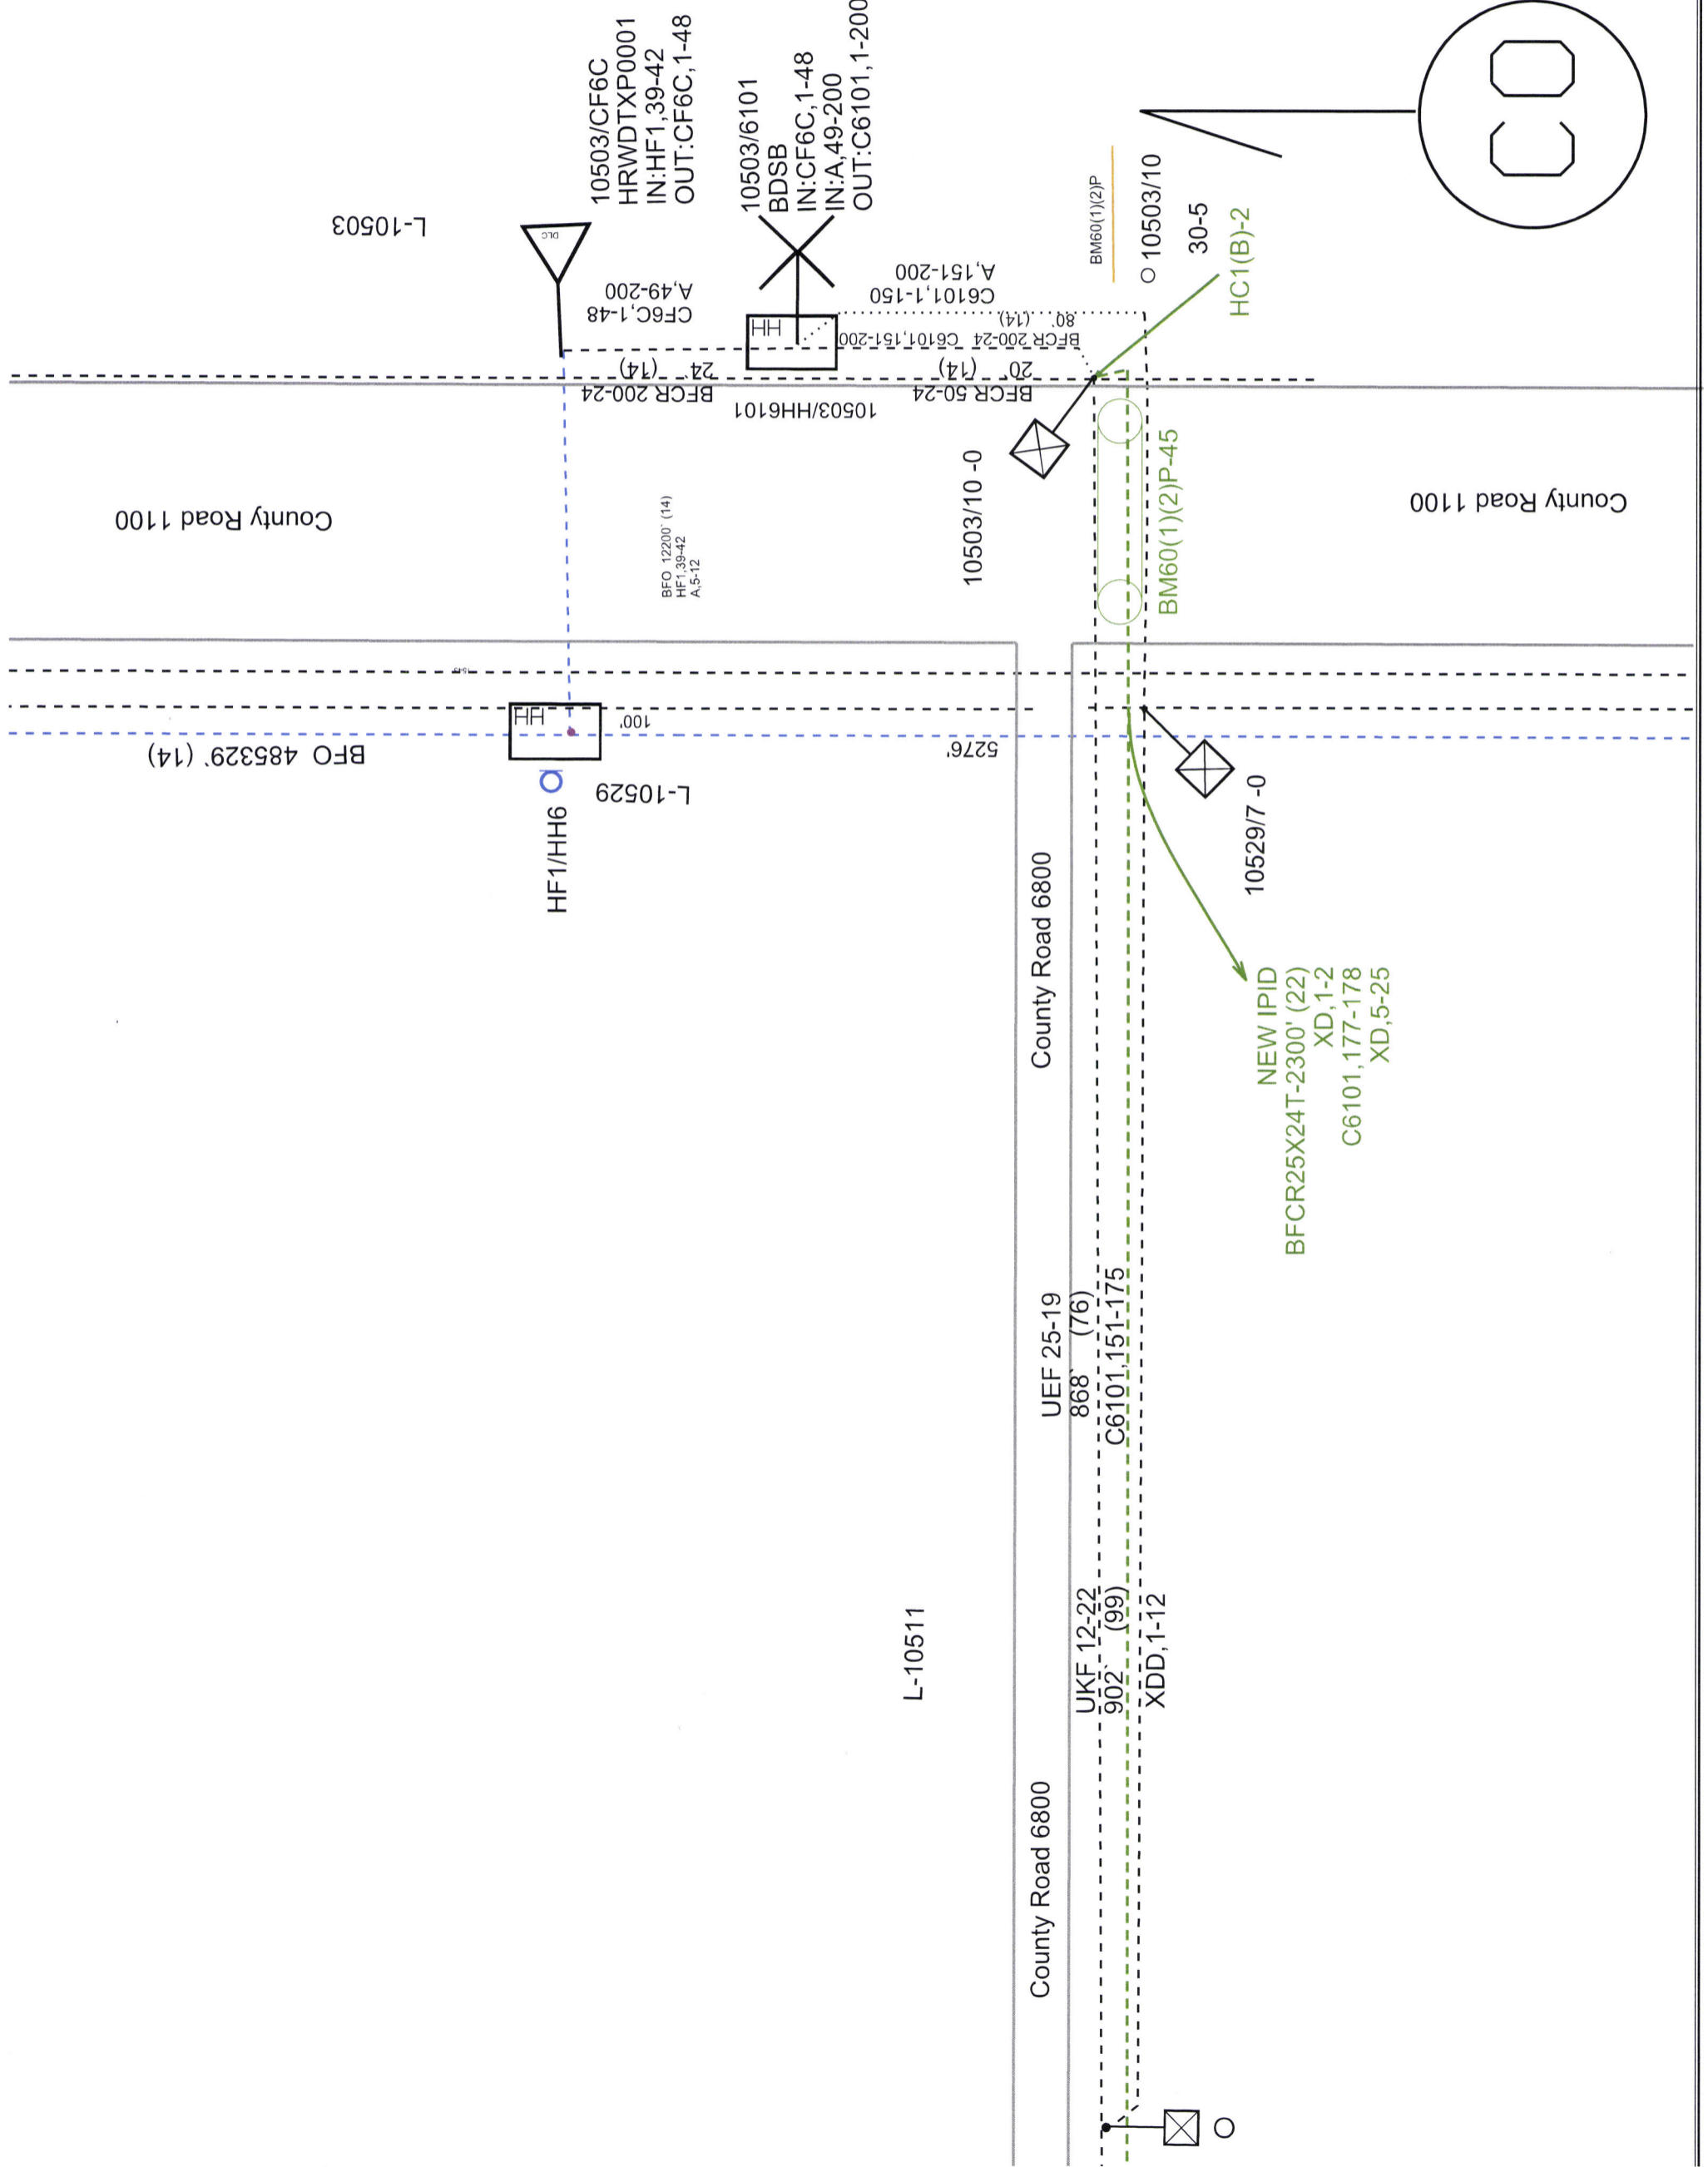 L-10503
10503/CF6C
HRWDTXP0001
IN:HF1,39-42
OUT:CF6C,1-48
DLC
CF6C,1-48
A,49-200
10503/6101
BDSB
IN:CF6C,1-48
IN:A,49-200
OUT:C6101,1-200
HH
C6101,1-150
A,151-200
BFCR 200-24 C6101,151-200
80` (14)
BFCR 200-24
24` (14)
BFCR 50-24
20` (14)
10503/HH6101
BM60(1)(2)P
10503/10
30-5
HC1(B)-2
CO
County Road 1100
County Road 1100
BFO 12200` (14)
HF1,39-42
A,5-12
10503/10 -0
BM60(1)(2)P-45
HH
100'
BFO 485329` (14)
5276'
L-10529
HF1/HH6
10529/7 -0
County Road 6800
NEW IPID
BFCR25X24T-2300' (22)
XD,1-2
C6101,177-178
XD,5-25
UEF 25-19
868` (76)
C6101,151-175
UKF 12-22
902` (99)
XDD,1-12
L-10511
County Road 6800